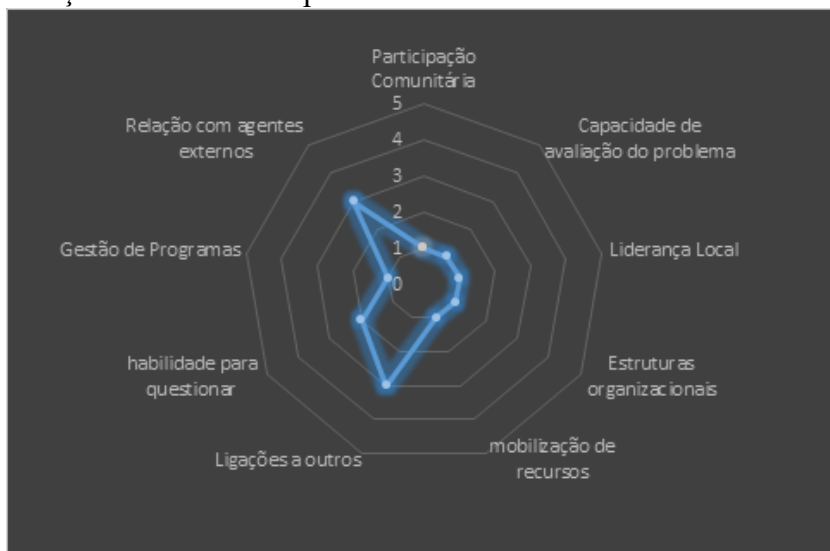 Participação
Comunitária
Capacidade de
avaliação do problema
Liderança Local
Estruturas
organizacionais
mobilização de
recursos
Ligações a outros
habilidade para
questionar
Gestão de Programas
Relação com agentes
externos
5
4
3
2
1
0